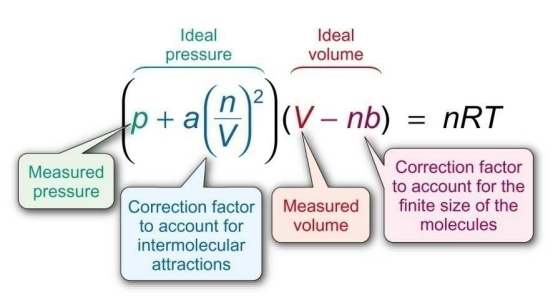 Ideal
pressure
Ideal
volume
(p + a(n/V)²)(V − nb) = nRT
Measured
pressure
Correction factor
to account for
intermolecular
attractions
Measured
volume
Correction factor
to account for the
finite size of the
molecules